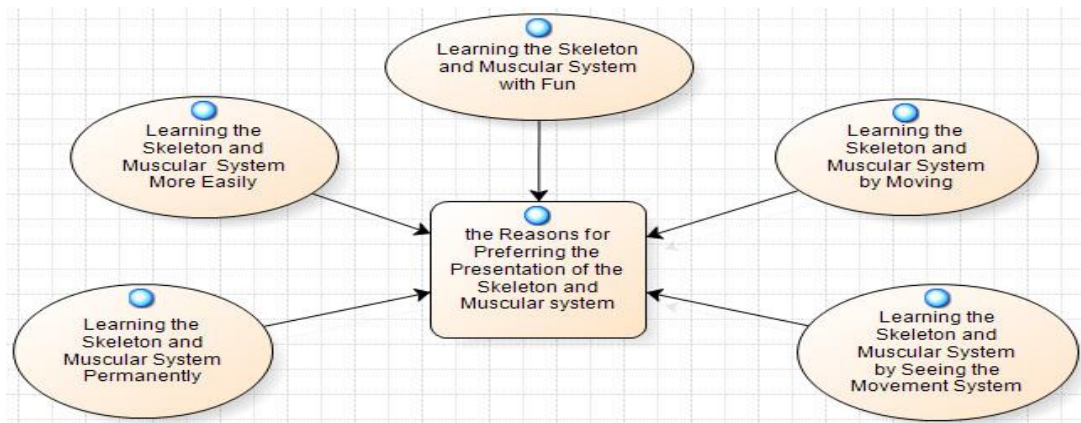 Learning the Skeleton
and Muscular System
with Fun
Learning the
Skeleton and
Muscular System
More Easily
Learning the
Skeleton and
Muscular System
by Moving
the Reasons for
Preferring the
Presentation of the
Skeleton and
Muscular system
Learning the
Skeleton and
Muscular System
Permanently
Learning the
Skeleton and
Muscular System
by Seeing the
Movement System